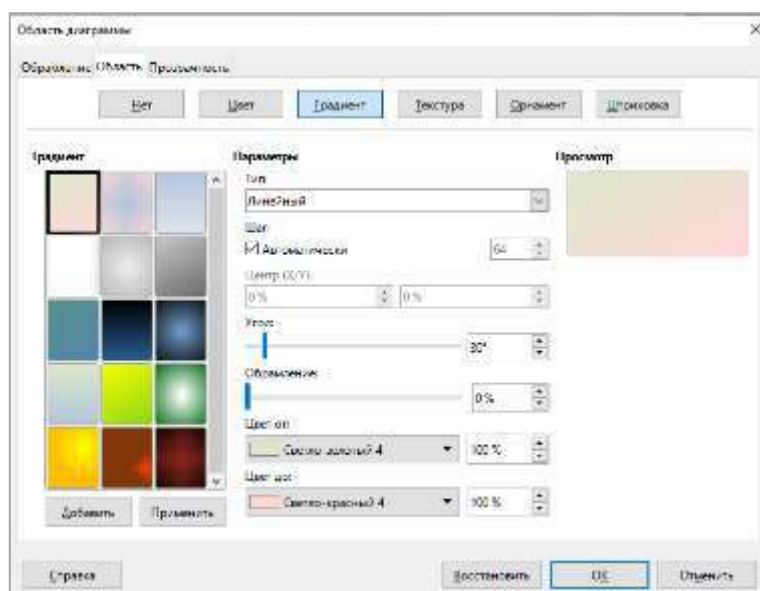 Область диаграммы
Обрамление Область Прозрачность
Нет Цвет Градиент Текстура Орнамент Штриховка
Градиент Параметры Просмотр
Тип:
Линейный
Шаг
Автоматически 64
Центр (X/Y):
0 % 0 %
Угол:
30°
Обрамление:
0 %
Цвет от:
Светло-зеленый 4 100 %
Цвет до:
Светло-красный 4 100 %
Добавить Применить
Справка Восстановить ОК Отменить